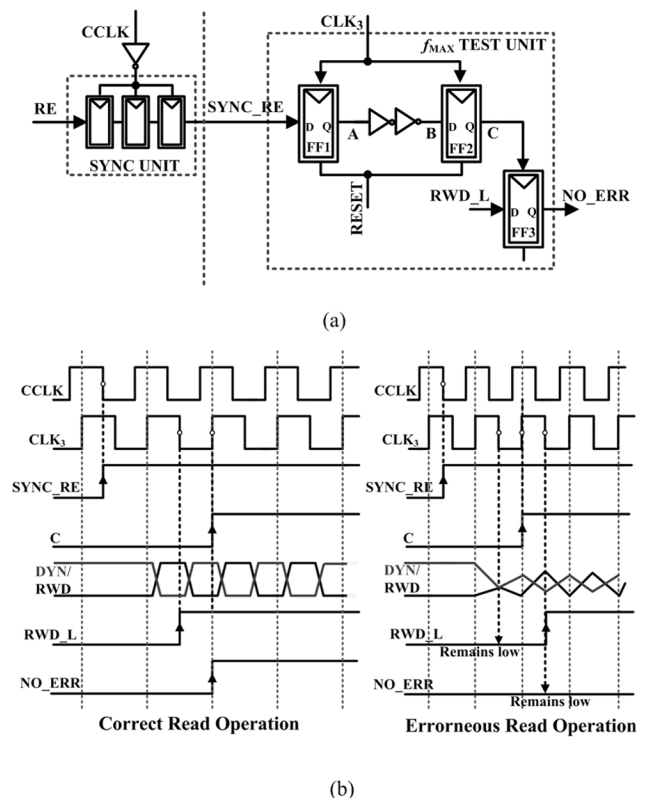 CCLK
CLK3
fMAX TEST UNIT
RE
SYNC_RE
D Q
FF1
A
B
D Q
FF2
C
SYNC UNIT
RESET
RWD_L
D Q
FF3
NO_ERR
(a)
CCLK
CLK3
SYNC_RE
C
DYN/
RWD
RWD_L
NO_ERR
Correct Read Operation
CCLK
CLK3
SYNC_RE
C
DYN/
RWD
RWD_L
Remains low
NO_ERR
Remains low
Errorneous Read Operation
(b)